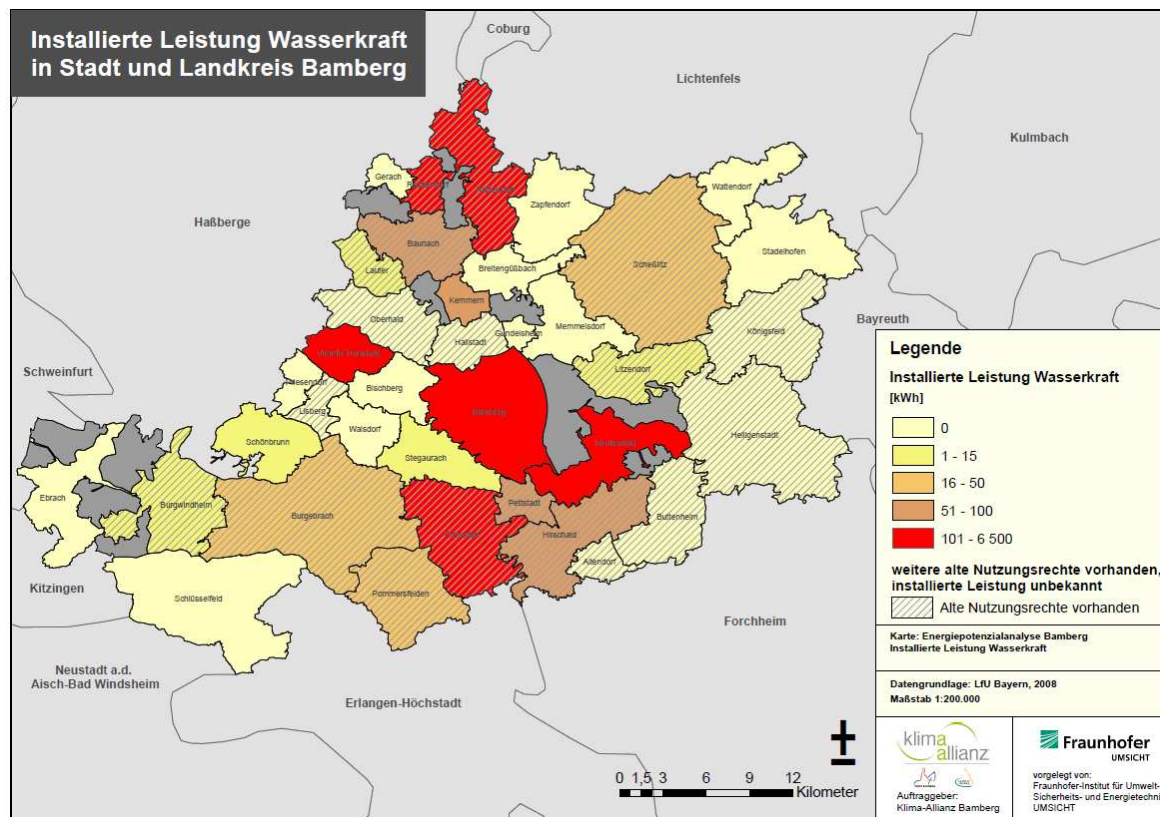 Installierte Leistung Wasserkraft
in Stadt und Landkreis Bamberg
Coburg
Lichtenfels
Kulmbach
Haßberge
Bayreuth
Schweinfurt
Kitzingen
Neustadt a.d.
Aisch-Bad Windsheim
Erlangen-Höchstadt
Forchheim
Gerach
Zapfendorf
Wattendorf
Stadelhofen
Scheßlitz
Baunach
Lauter
Breitengüßbach
Kemmern
Oberhaid
Hallstadt
Gundelsheim
Memmelsdorf
Königsfeld
Litzendorf
Heiligenstadt
Bischberg
Lisberg
Walsdorf
Schönbrunn
Stegaurach
Ebrach
Burgwindheim
Burgebrach
Pettstadt
Hirschaid
Buttenheim
Altendorf
Pommersfelden
Schlüsselfeld
Legende
Installierte Leistung Wasserkraft
[kWh]
0
1 - 15
16 - 50
51 - 100
101 - 6 500
weitere alte Nutzungsrechte vorhanden,
installierte Leistung unbekannt
Alte Nutzungsrechte vorhanden
Karte: Energiepotenzialanalyse Bamberg
Installierte Leistung Wasserkraft
Datengrundlage: LfU Bayern, 2008
Maßstab 1:200.000
klima
allianz
Auftraggeber:
Klima-Allianz Bamberg
Fraunhofer
UMSICHT
vorgelegt von:
Fraunhofer-Institut für Umwelt-
Sicherheits- und Energietechni
UMSICHT
0 1,5 3 6 9 12
Kilometer